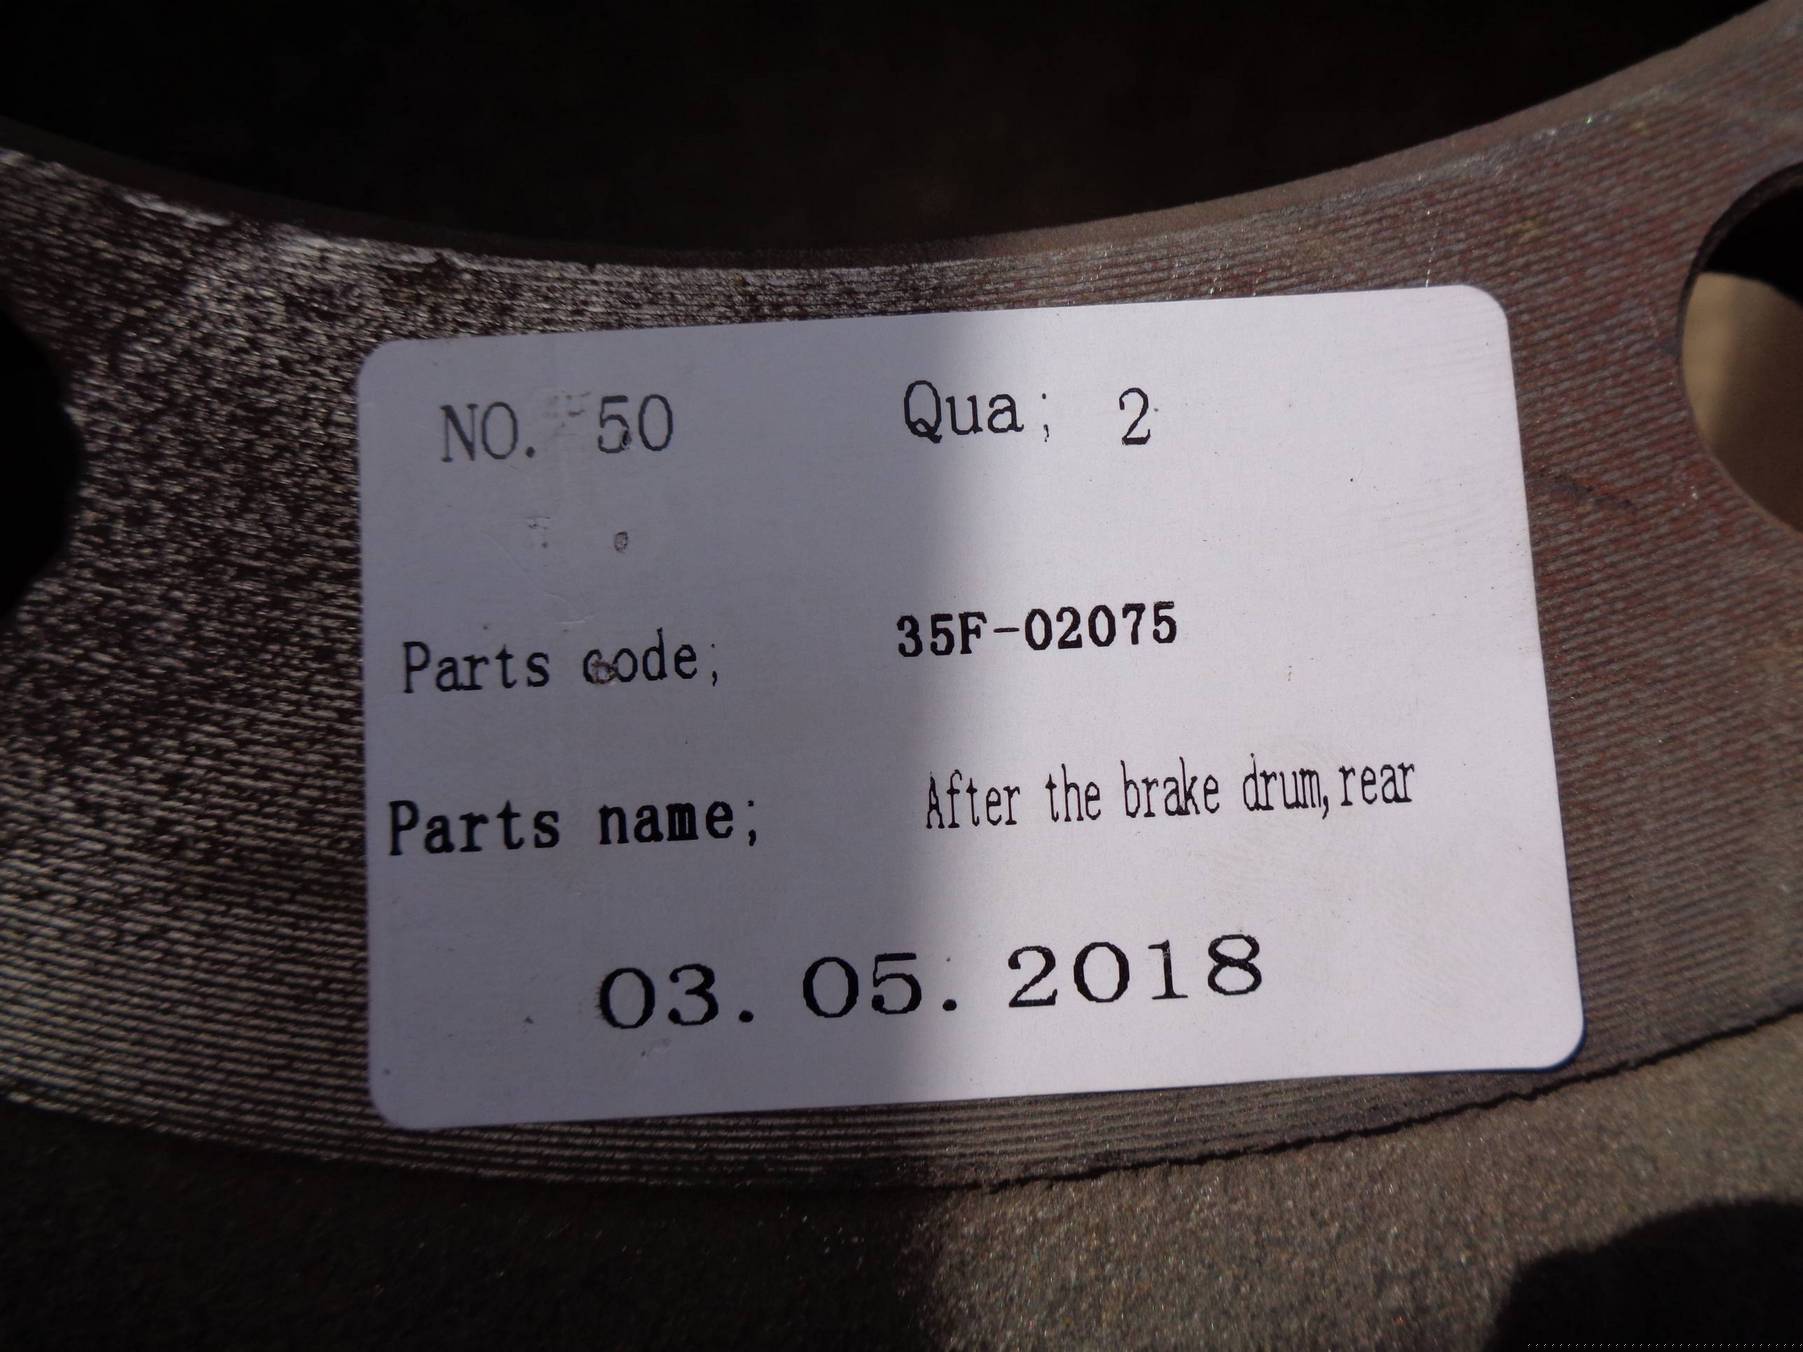 NO. 50 Qua; 2
Parts code; 35F-02075
Parts name; After the brake drum,rear
03. 05. 2018